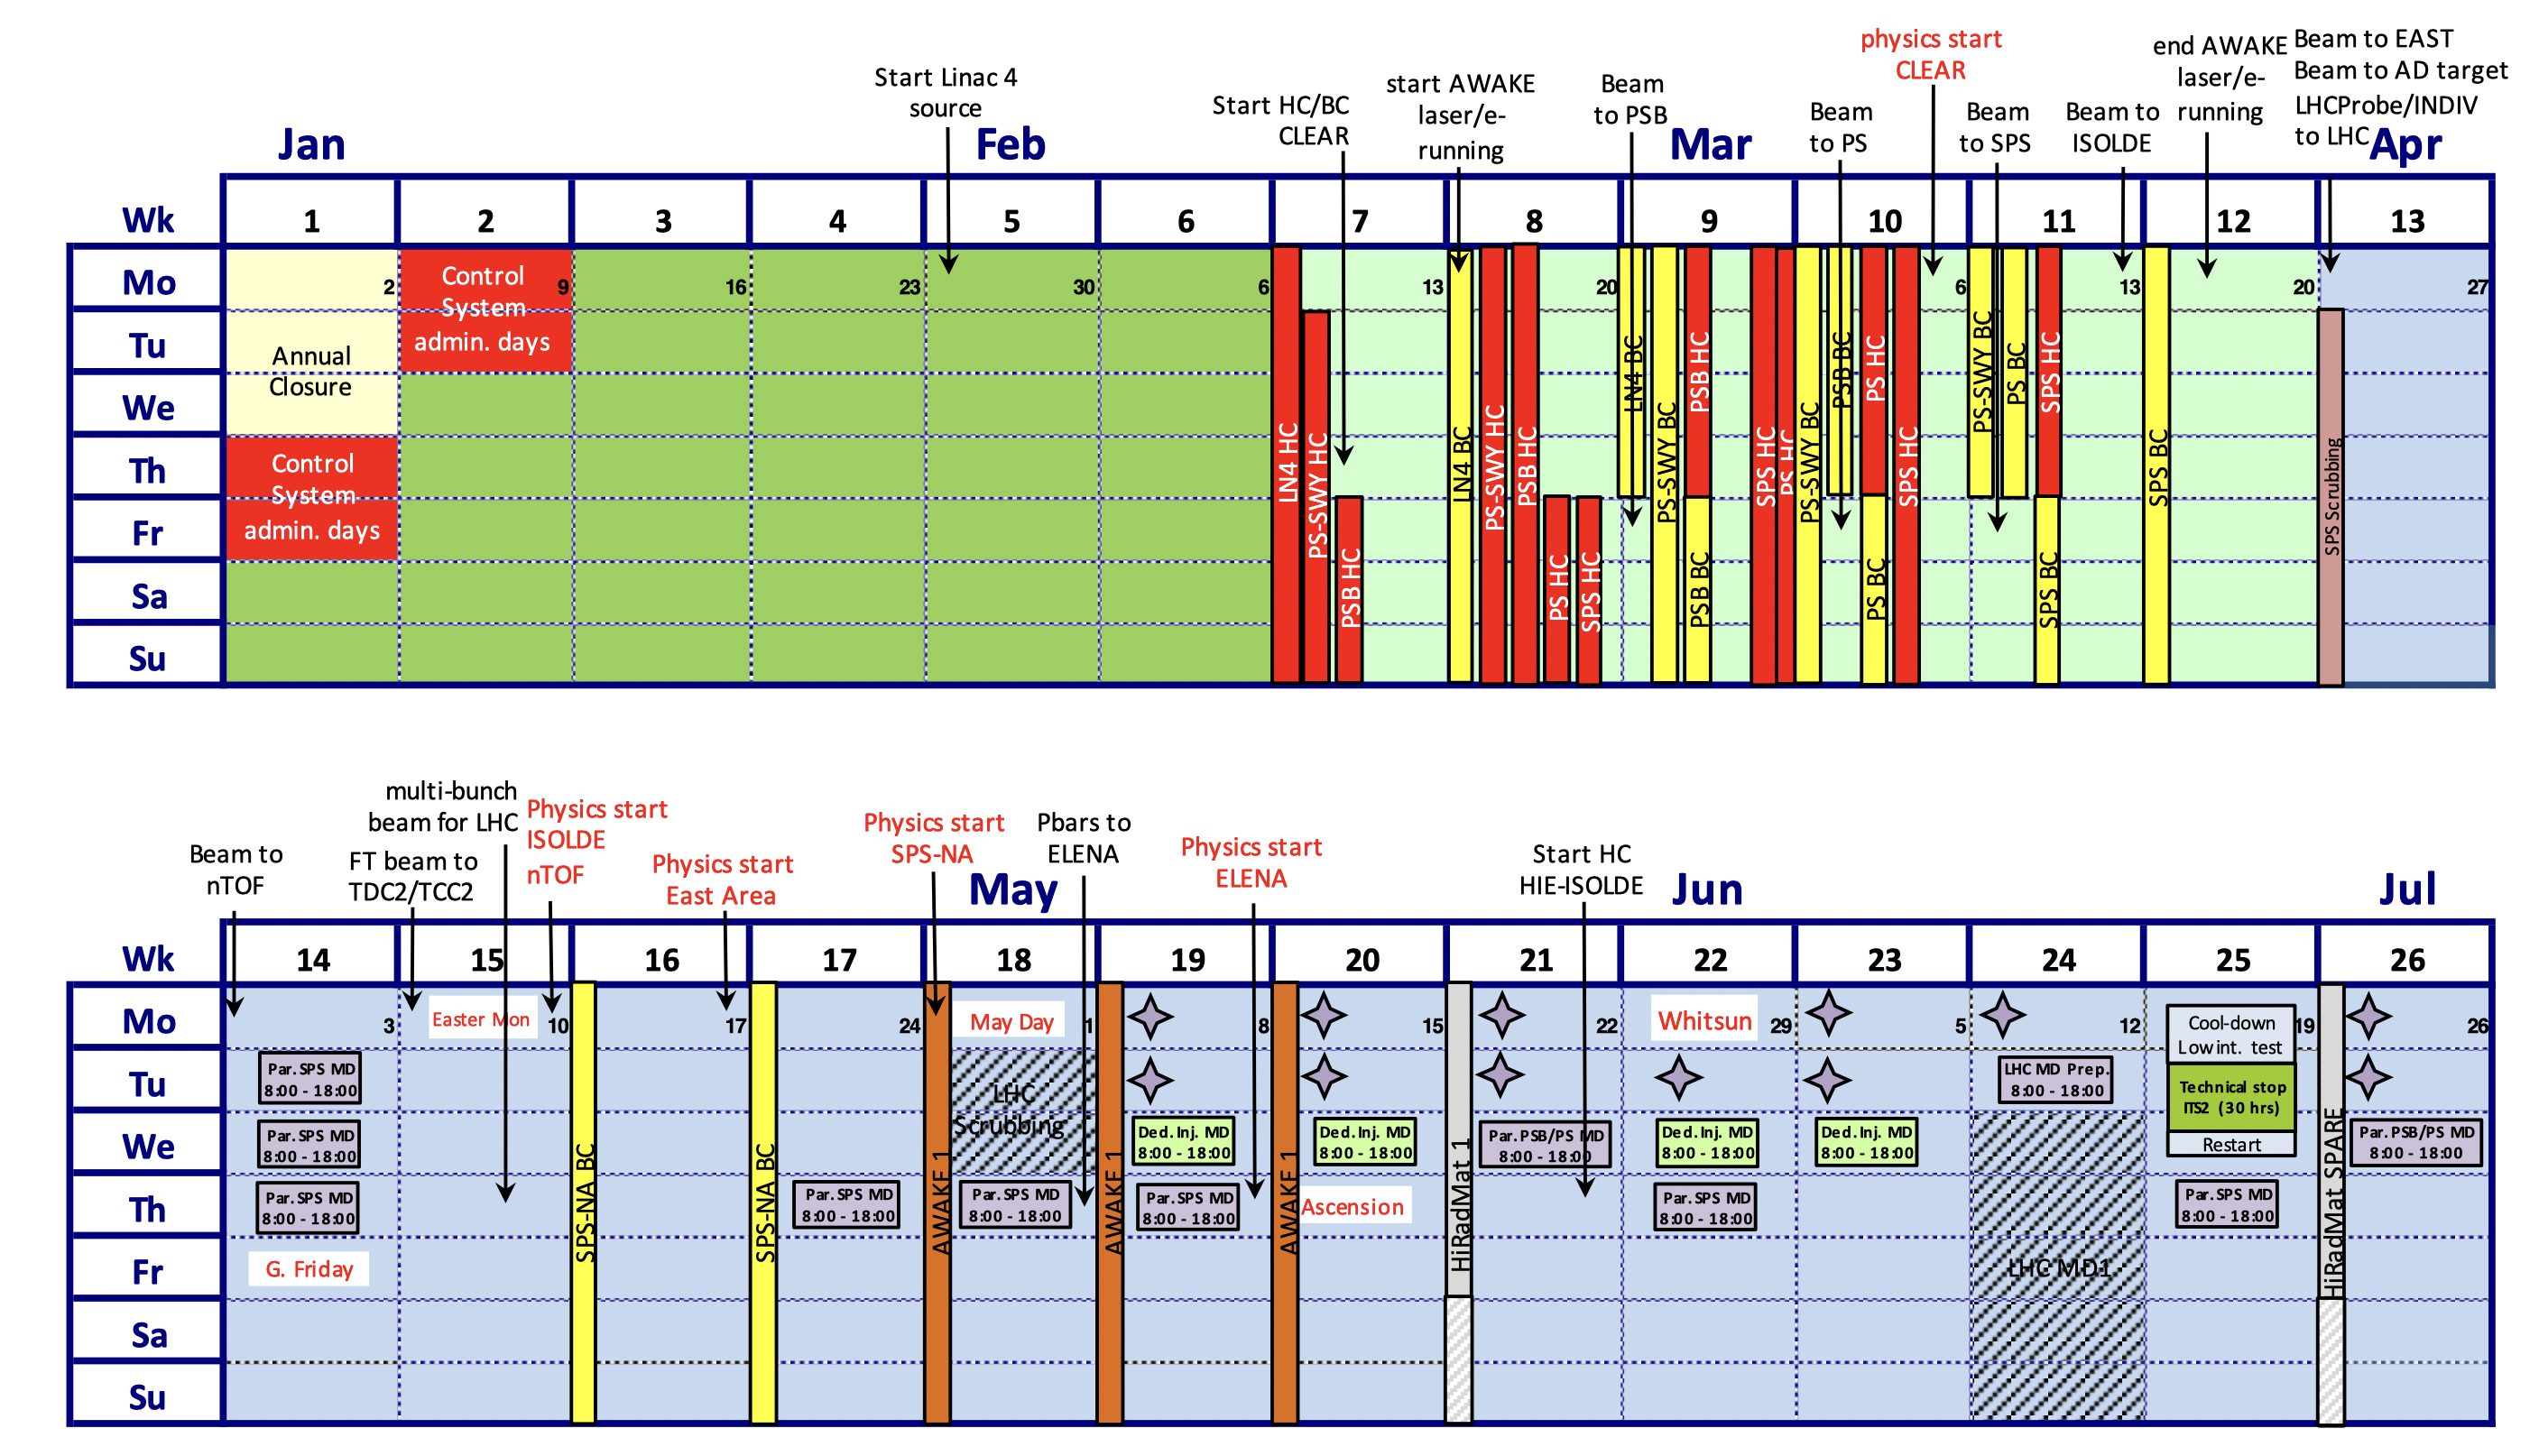 Start Linac 4
source
Start HC/BC
CLEAR
start AWAKE
laser/e-
running
Beam
to PSB
physics start
CLEAR
Beam
to PS
Beam
to SPS
Beam to
ISOLDE
end AWAKE
laser/e-
running
Beam to EAST
Beam to AD target
LHCProbe/INDIV
to LHC
Jan Feb Mar Apr
Wk 1 2 3 4 5 6 7 8 9 10 11 12 13
Mo 2 9 16 23 30 6 13 20 6 13 20 27
Tu
We
Th
Fr
Sa
Su
Annual
Closure
Control
System
admin. days
Control
System
admin. days
LN4 HC
PS-SWY HC
PSB HC
LN4 BC
PS-SWY HC
PSB HC
PS HC
SPS HC
LN4 BC
PS-SWY BC
PSB HC
PSB BC
SPS HC
PS HC
PS-SWY BC
PSB BC
PS HC
PS BC
SPS HC
PS-SWY BC
PS BC
SPS HC
SPS BC
SPS BC
SPS Scrubbing
Beam to
nTOF
FT beam to
TDC2/TCC2
multi-bunch
beam for LHC
Physics start
ISOLDE
nTOF
Physics start
East Area
Physics start
SPS-NA
Pbars to
ELENA
Physics start
ELENA
Start HC
HIE-ISOLDE
May Jun Jul
Wk 14 15 16 17 18 19 20 21 22 23 24 25 26
Mo 3 Easter Mon 10 17 24 May Day 1 8 15 22 Whitsun 29 5 12 19 26
Tu
We
Th
Fr
Sa
Su
Par. SPS MD
8:00 - 18:00
Par. SPS MD
8:00 - 18:00
Par. SPS MD
8:00 - 18:00
G. Friday
SPS-NA BC
SPS-NA BC
Par. SPS MD
8:00 - 18:00
AWAKE 1
LHC
Scrubbing
Par. SPS MD
8:00 - 18:00
AWAKE 1
Ded. Inj. MD
8:00 - 18:00
Par. SPS MD
8:00 - 18:00
AWAKE 1
Ded. Inj. MD
8:00 - 18:00
Ascension
HiRadMat 1
Par. PSB/PS MD
8:00 - 18:00
Ded. Inj. MD
8:00 - 18:00
Par. SPS MD
8:00 - 18:00
Ded. Inj. MD
8:00 - 18:00
LHC MD Prep.
8:00 - 18:00
LHC MD1
Cool-down
Low int. test
Technical stop
ITS2 (30 hrs)
Restart
Par. SPS MD
8:00 - 18:00
HiRadMat SPARE
Par. PSB/PS MD
8:00 - 18:00